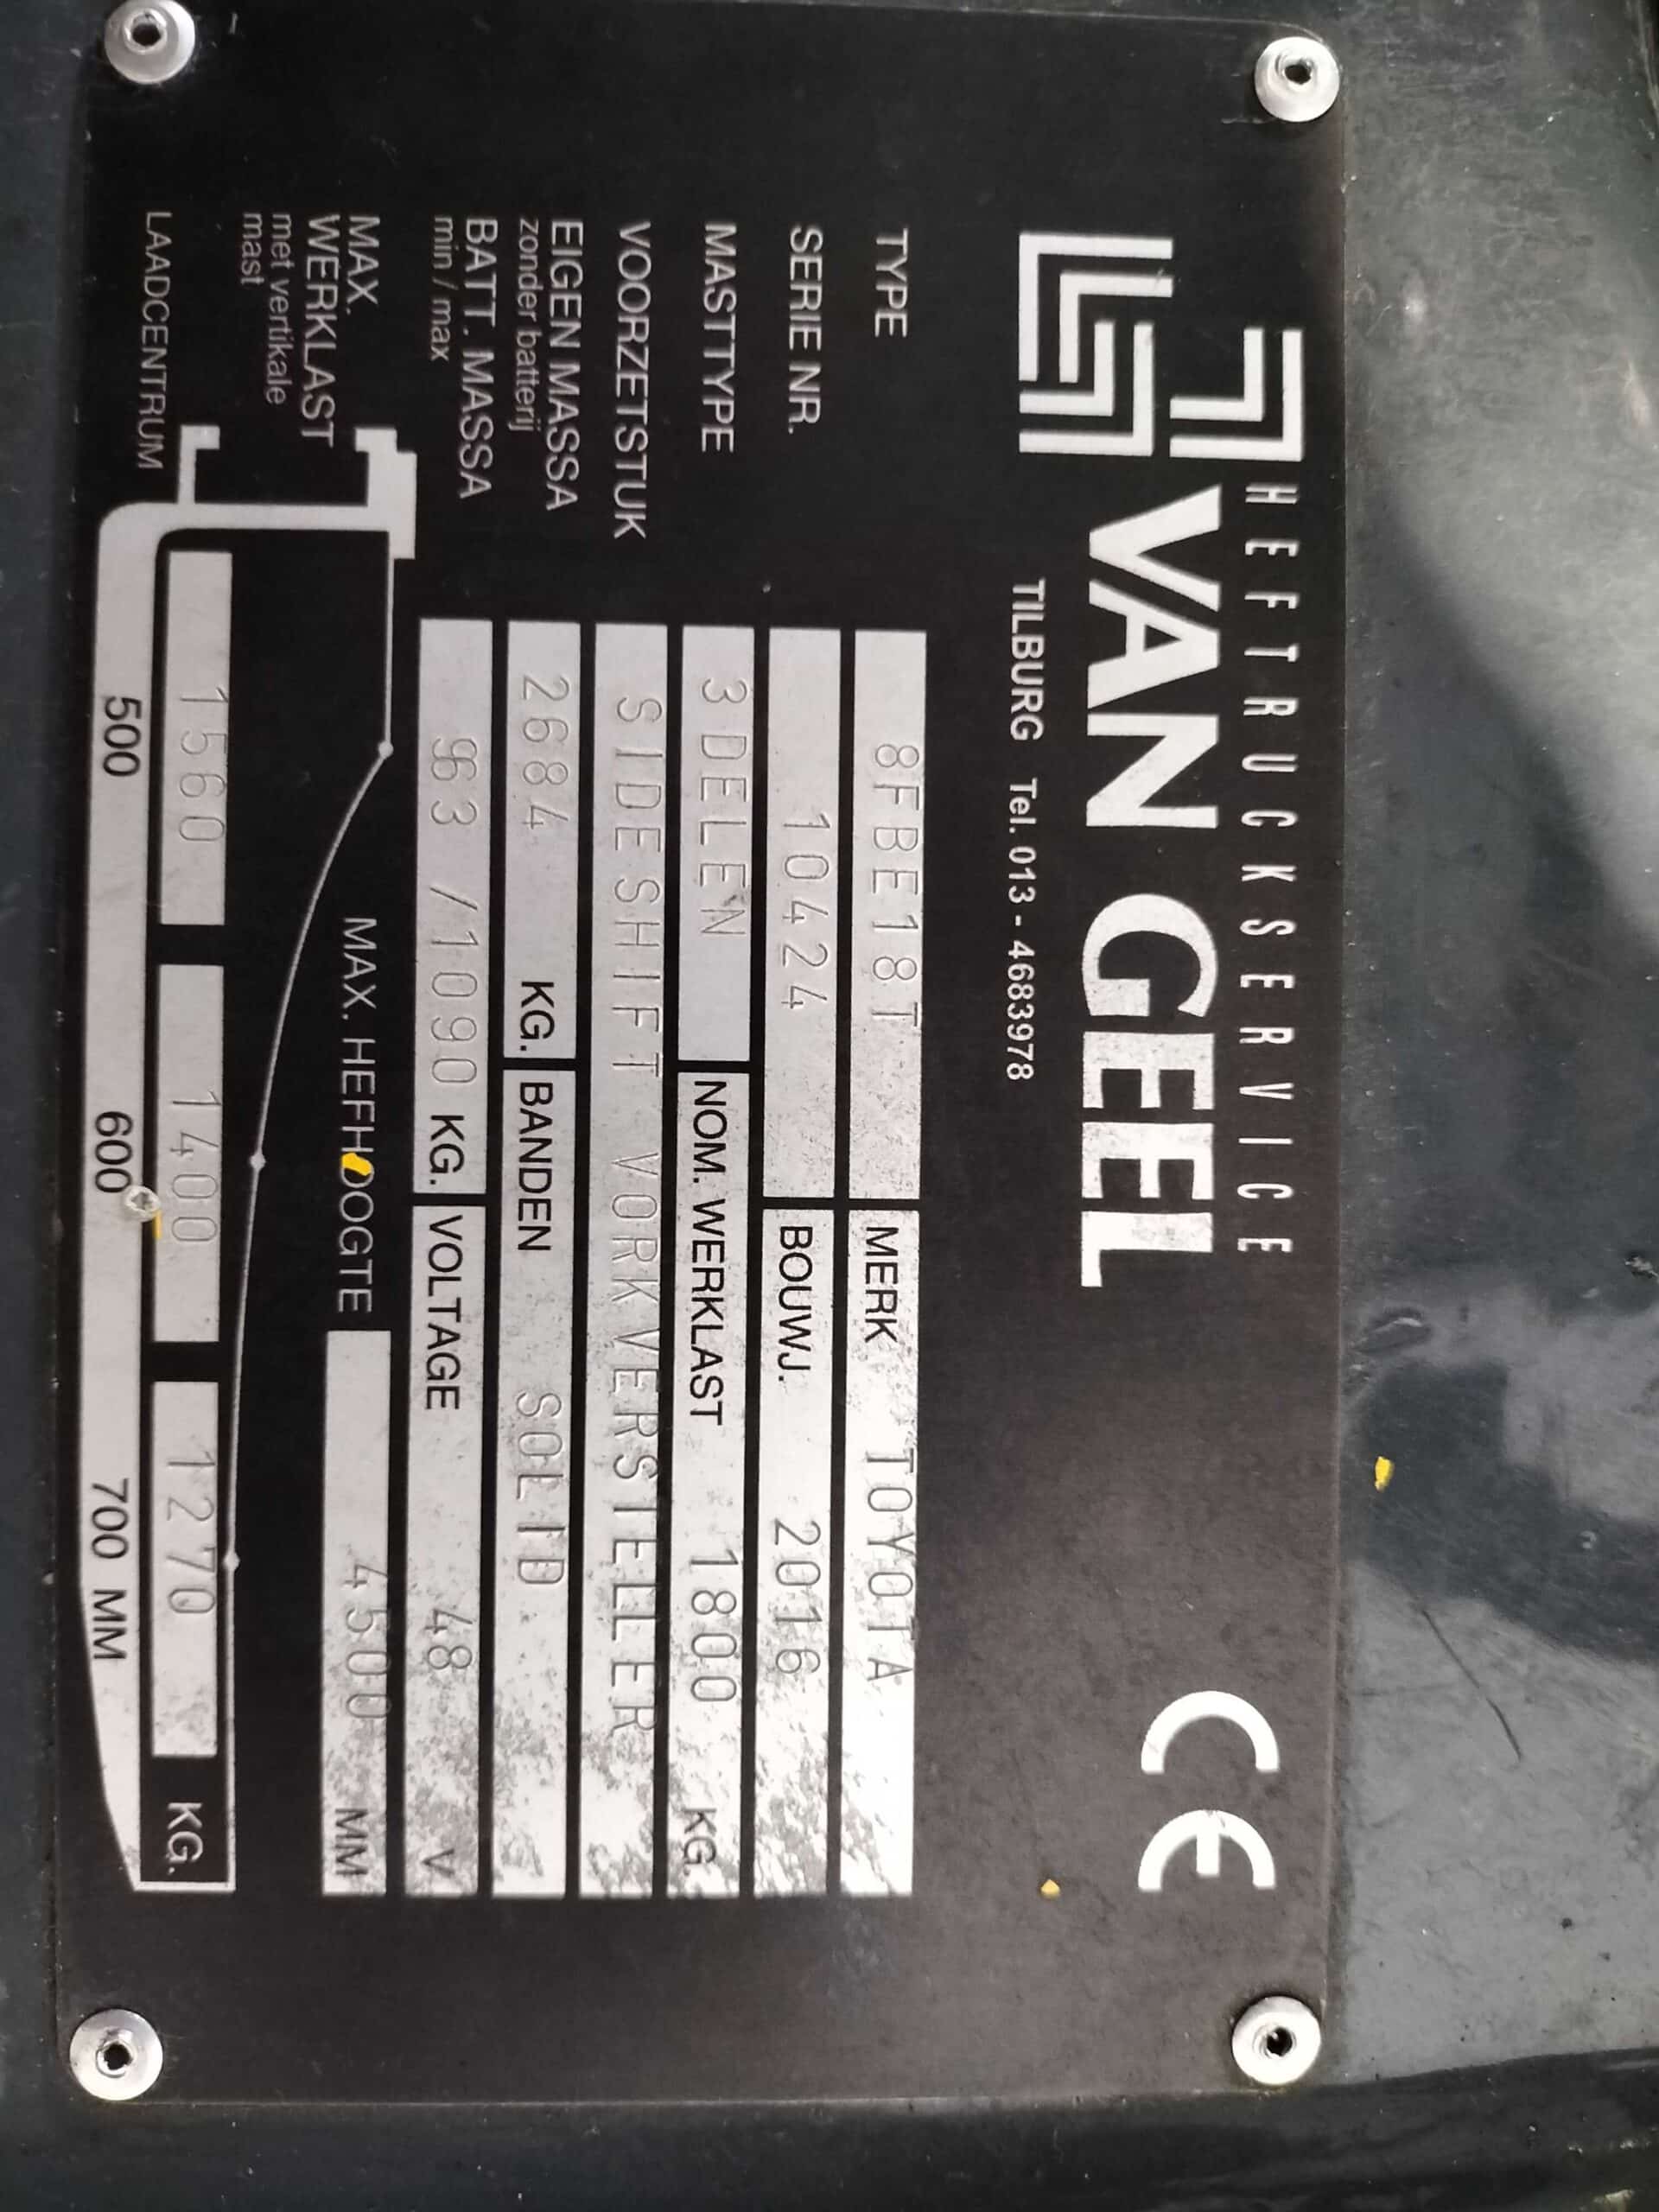 HEFTRUCKSERVICE
VAN GEEL
TILBURG Tel. 013 - 4683978
CE
TYPE 8FBE18T MERK TOYOTA
SERIE NR. 10424 BOUWJ. 2016
MASTTYPE 3 DELEN NOM. WERKLAST 1800 KG.
VOORZETSTUK SIDESHIFT VORKVERSTELLER
EIGEN MASSA 2684 KG. BANDEN SOLID
zonder batterij
BATT. MASSA 963 /1090 KG. VOLTAGE 48 V
min / max
MAX. HEFHOOGTE 4500 MM
MAX.
WERKLAST
met vertikale
mast
1560 1400 1270 KG.
LAADCENTRUM 500 600 700 MM